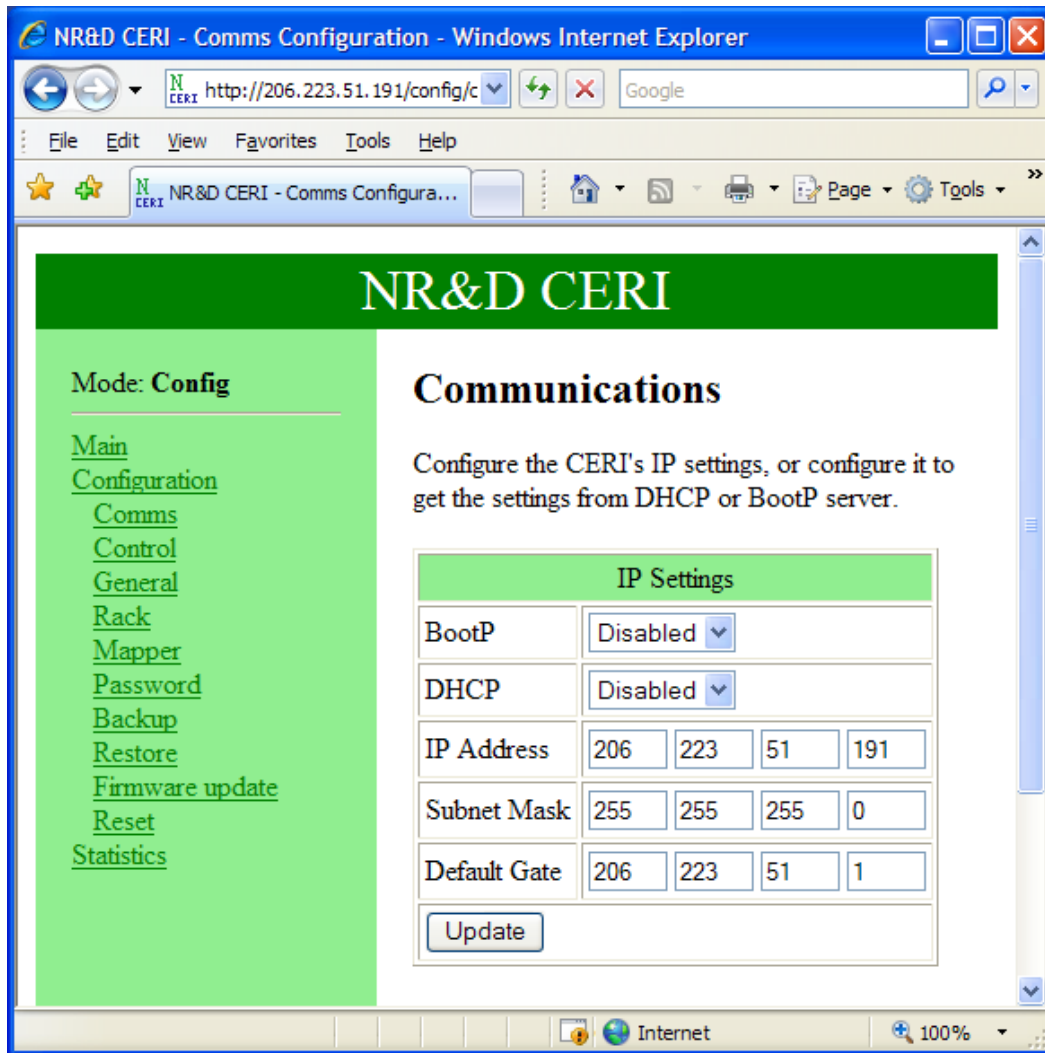 NR&D CERI - Comms Configuration - Windows Internet Explorer
N CERI http://206.223.51.191/config/c Google
File Edit View Favorites Tools Help
N CERI NR&D CERI - Comms Configura... Page Tools »
NR&D CERI
Mode: Config
Main
Configuration
Comms
Control
General
Rack
Mapper
Password
Backup
Restore
Firmware update
Reset
Statistics
Communications
Configure the CERI's IP settings, or configure it to
get the settings from DHCP or BootP server.
IP Settings
BootP Disabled
DHCP Disabled
IP Address 206 223 51 191
Subnet Mask 255 255 255 0
Default Gate 206 223 51 1
Update
Internet 100%